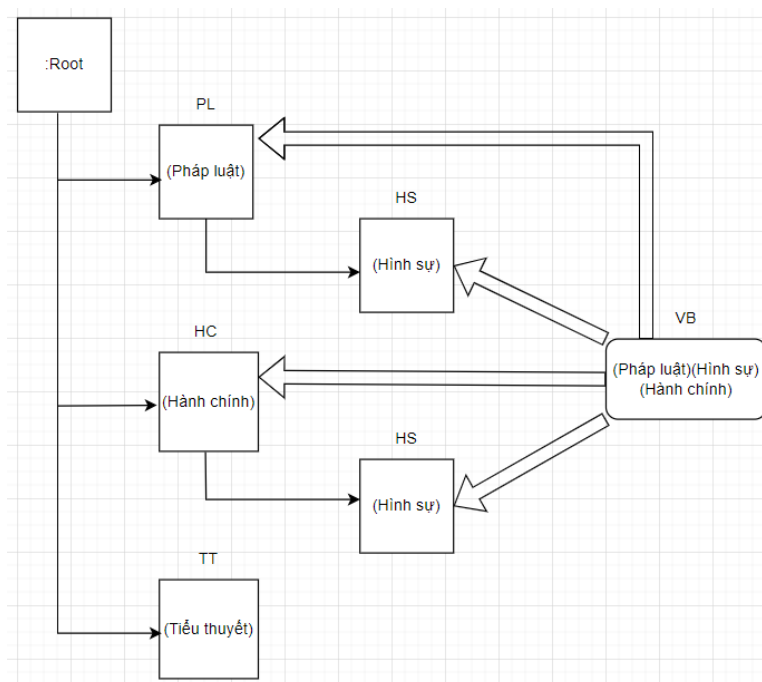 :Root
PL
(Pháp luật)
HS
(Hình sự)
HC
(Hành chính)
VB
(Pháp luật)(Hình sự)
(Hành chính)
HS
(Hình sự)
TT
(Tiểu thuyết)